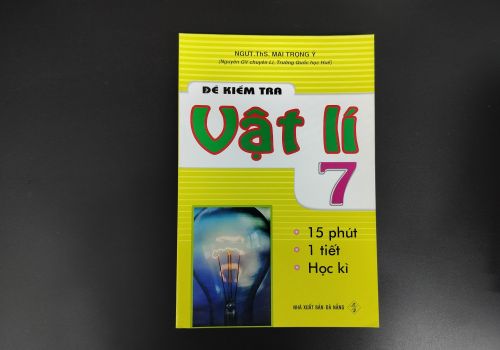 NGƯT.ThS. MAI TRỌNG Ý
(Nguyên GV chuyên Lí, Trường Quốc học Huế)
ĐỀ KIỂM TRA
Vật lí
7
15 phút
1 tiết
Học kì
NHÀ XUẤT BẢN ĐÀ NẴNG